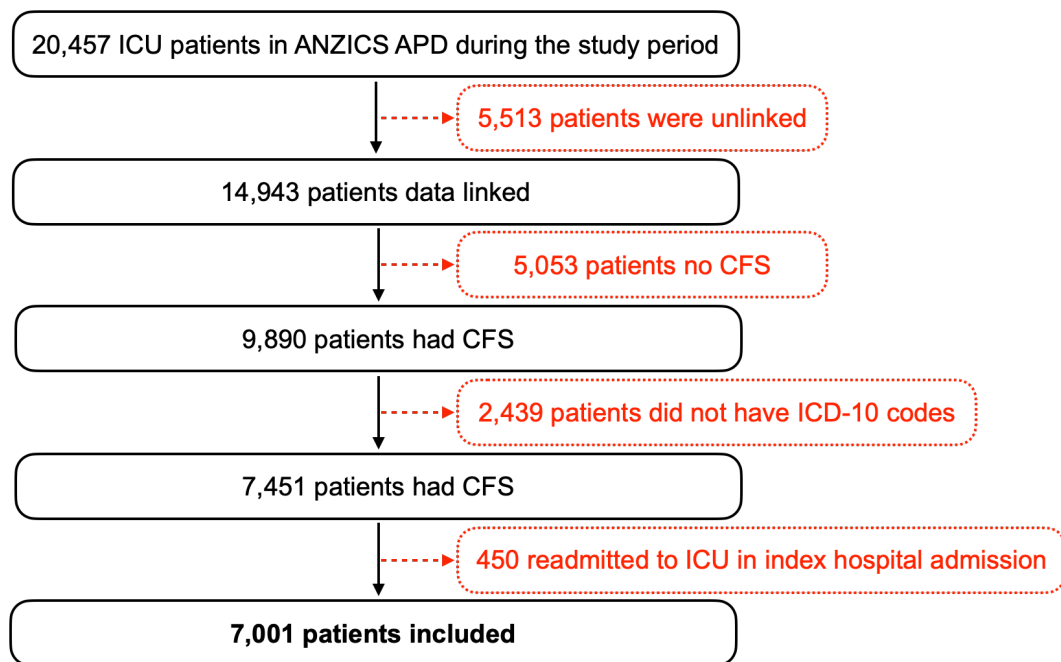 20,457 ICU patients in ANZICS APD during the study period
5,513 patients were unlinked
14,943 patients data linked
5,053 patients no CFS
9,890 patients had CFS
2,439 patients did not have ICD-10 codes
7,451 patients had CFS
450 readmitted to ICU in index hospital admission
7,001 patients included